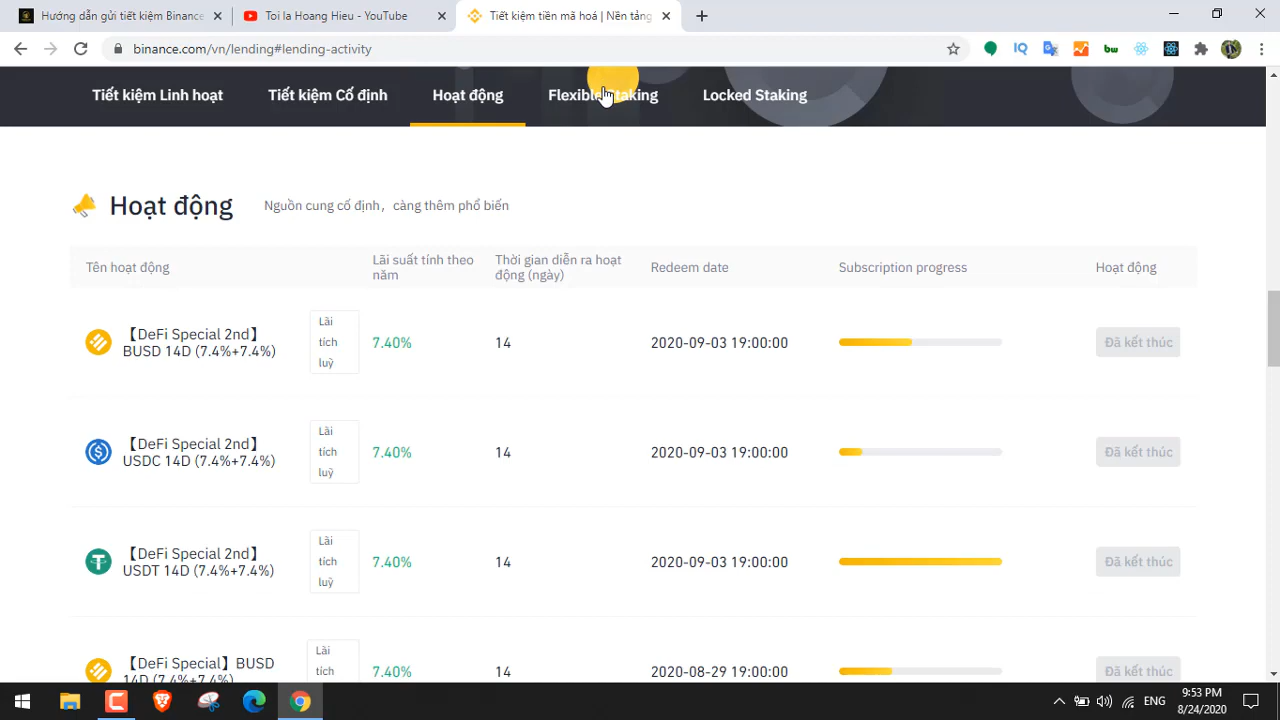 Hướng dẫn gửi tiết kiệm Binance
Toi la Hoang Hieu - YouTube
Tiết kiệm tiền mã hoá | Nền tảng
binance.com/vn/lending#lending-activity
Tiết kiệm Linh hoạt
Tiết kiệm Cố định
Hoạt động
Flexible Staking
Locked Staking
Hoạt động
Nguồn cung cố định，càng thêm phổ biến
Tên hoạt động
Lãi suất tính theo
năm
Thời gian diễn ra hoạt
động (ngày)
Redeem date
Subscription progress
Hoạt động
【DeFi Special 2nd】
BUSD 14D (7.4%+7.4%)
Lãi
tích
luỹ
7.40%
14
2020-09-03 19:00:00
Đã kết thúc
【DeFi Special 2nd】
USDC 14D (7.4%+7.4%)
Lãi
tích
luỹ
7.40%
14
2020-09-03 19:00:00
Đã kết thúc
【DeFi Special 2nd】
USDT 14D (7.4%+7.4%)
Lãi
tích
luỹ
7.40%
14
2020-09-03 19:00:00
Đã kết thúc
【DeFi Special】BUSD
14D (7.4%+7.4%)
Lãi
tích
7.40%
14
2020-08-29 19:00:00
Đã kết thúc
ENG
9:53 PM
8/24/2020